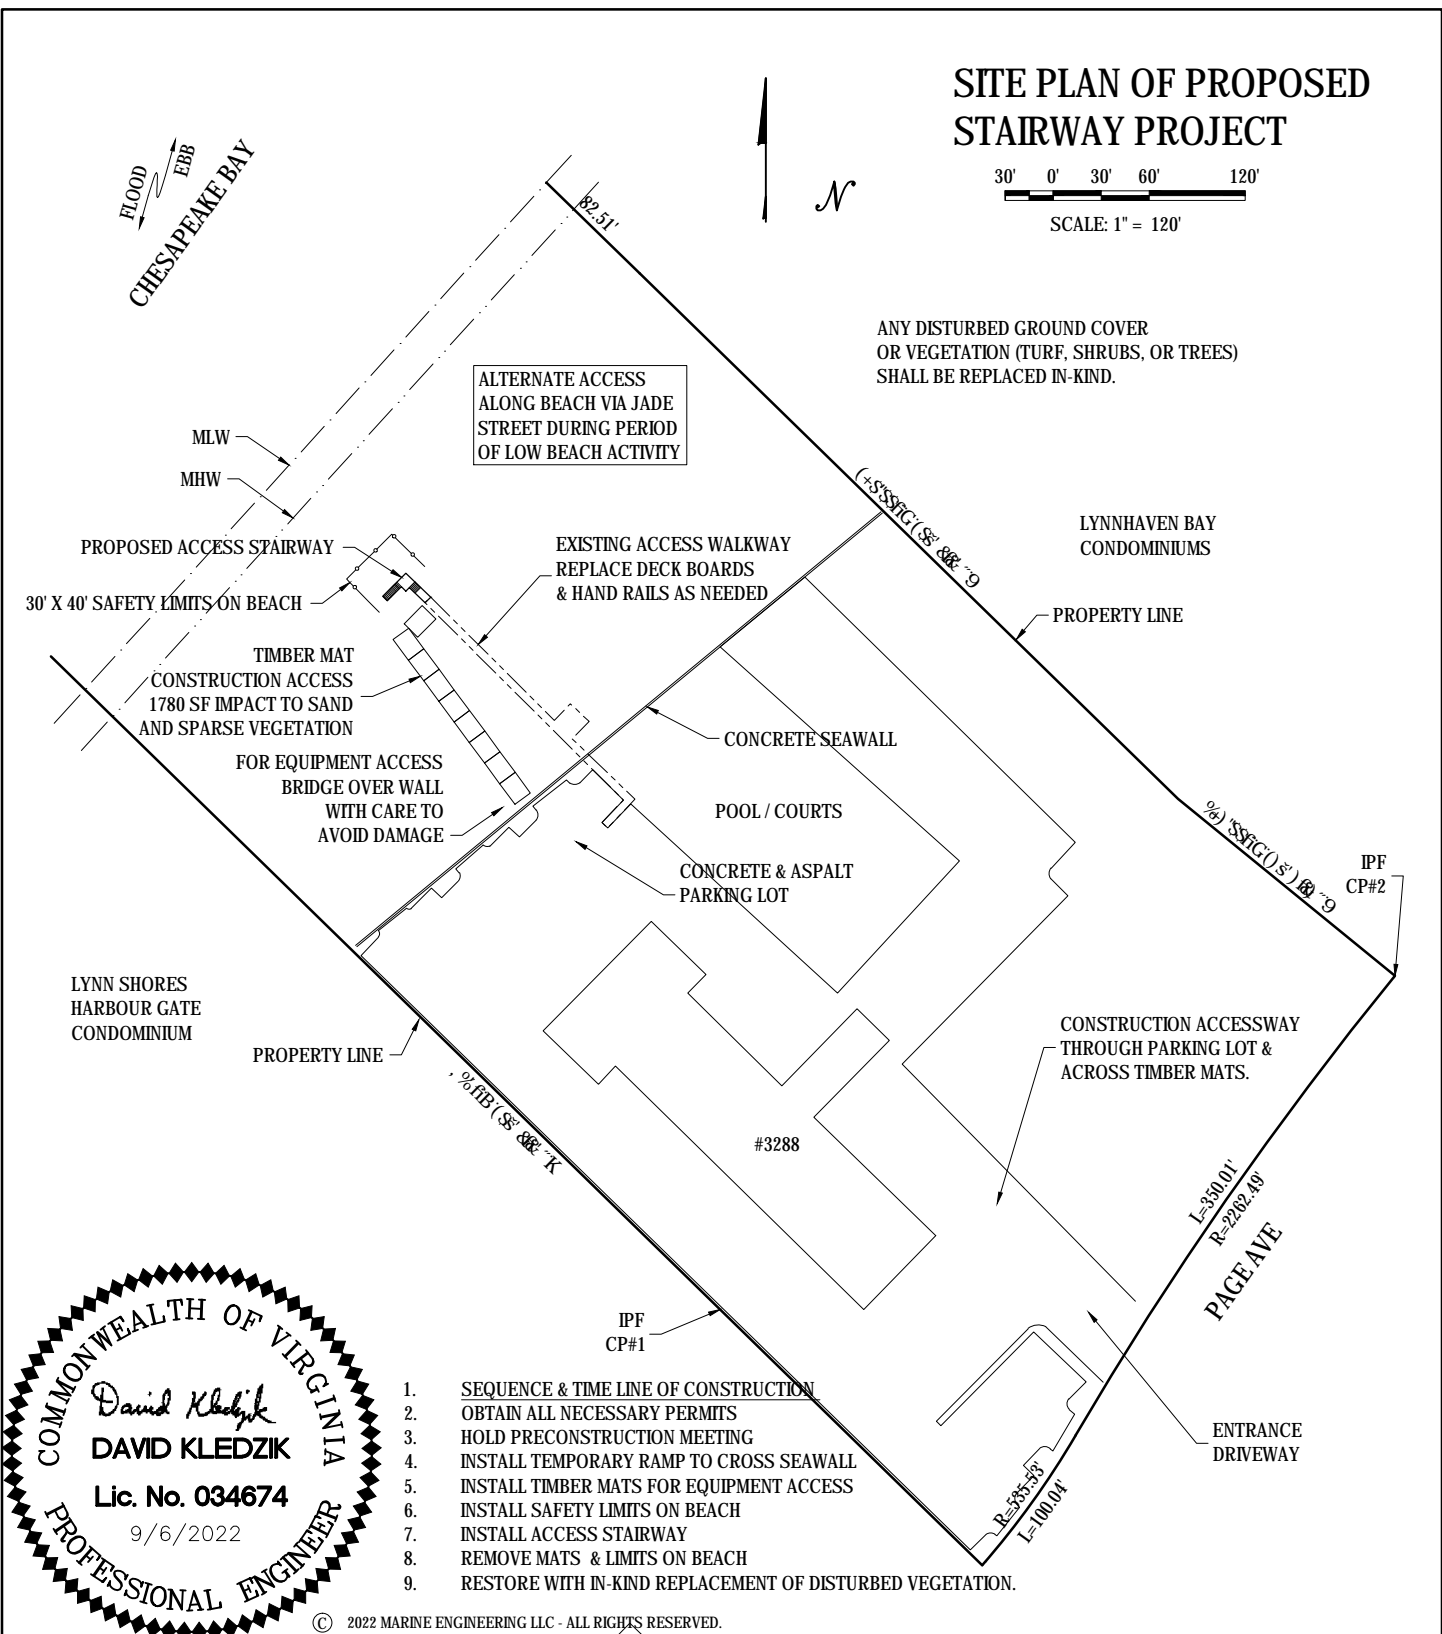 SITE PLAN OF PROPOSED
STAIRWAY PROJECT
30' 0' 30' 60' 120'
SCALE: 1" = 120'
N
FLOOD
EBB
CHESAPEAKE BAY
82.51'
ANY DISTURBED GROUND COVER
OR VEGETATION (TURF, SHRUBS, OR TREES)
SHALL BE REPLACED IN-KIND.
ALTERNATE ACCESS
ALONG BEACH VIA JADE
STREET DURING PERIOD
OF LOW BEACH ACTIVITY
MLW
MHW
PROPOSED ACCESS STAIRWAY
30' X 40' SAFETY LIMITS ON BEACH
EXISTING ACCESS WALKWAY
REPLACE DECK BOARDS
& HAND RAILS AS NEEDED
LYNNHAVEN BAY
CONDOMINIUMS
PROPERTY LINE
TIMBER MAT
CONSTRUCTION ACCESS
1780 SF IMPACT TO SAND
AND SPARSE VEGETATION
CONCRETE SEAWALL
FOR EQUIPMENT ACCESS
BRIDGE OVER WALL
WITH CARE TO
AVOID DAMAGE
POOL / COURTS
CONCRETE & ASPALT
PARKING LOT
IPF
CP#2
LYNN SHORES
HARBOUR GATE
CONDOMINIUM
PROPERTY LINE
CONSTRUCTION ACCESSWAY
THROUGH PARKING LOT &
ACROSS TIMBER MATS.
#3288
L=350.01'
R=2262.49'
PAGE AVE
IPF
CP#1
ENTRANCE
DRIVEWAY
R=535.53'
L=100.04'
COMMONWEALTH OF VIRGINIA
David Kledzik
DAVID KLEDZIK
Lic. No. 034674
9/6/2022
PROFESSIONAL ENGINEER
1. SEQUENCE & TIME LINE OF CONSTRUCTION
2. OBTAIN ALL NECESSARY PERMITS
3. HOLD PRECONSTRUCTION MEETING
4. INSTALL TEMPORARY RAMP TO CROSS SEAWALL
5. INSTALL TIMBER MATS FOR EQUIPMENT ACCESS
6. INSTALL SAFETY LIMITS ON BEACH
7. INSTALL ACCESS STAIRWAY
8. REMOVE MATS & LIMITS ON BEACH
9. RESTORE WITH IN-KIND REPLACEMENT OF DISTURBED VEGETATION.
© 2022 MARINE ENGINEERING LLC - ALL RIGHTS RESERVED.